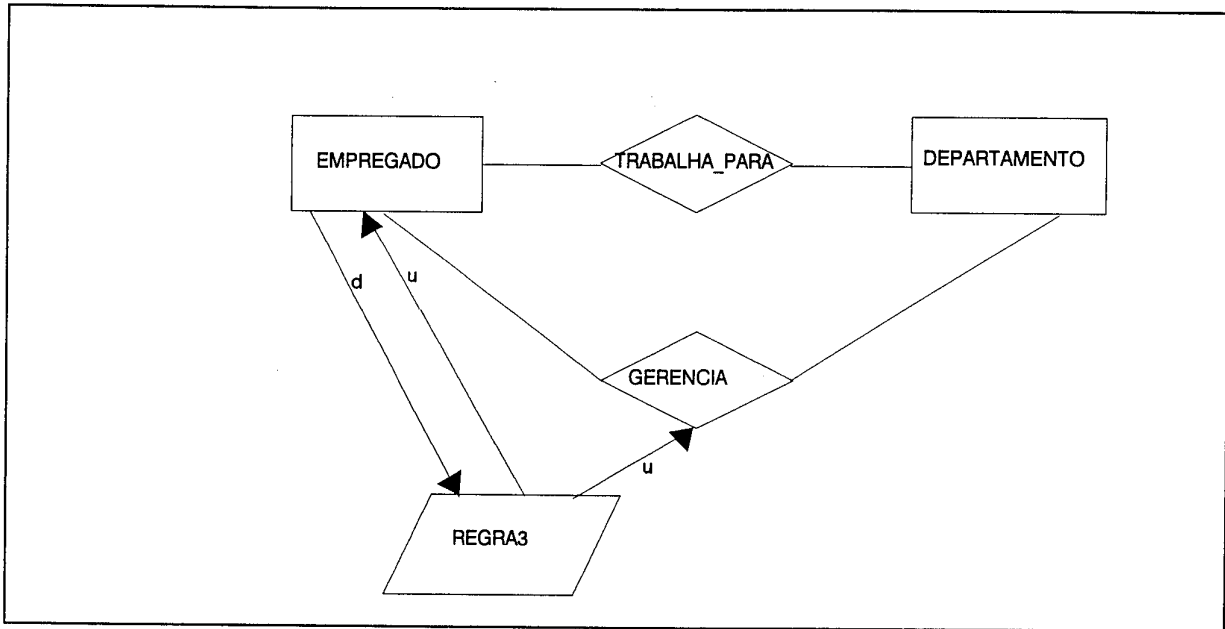 EMPREGADO
TRABALHA_PARA
DEPARTAMENTO
d
u
GERENCIA
u
REGRA3